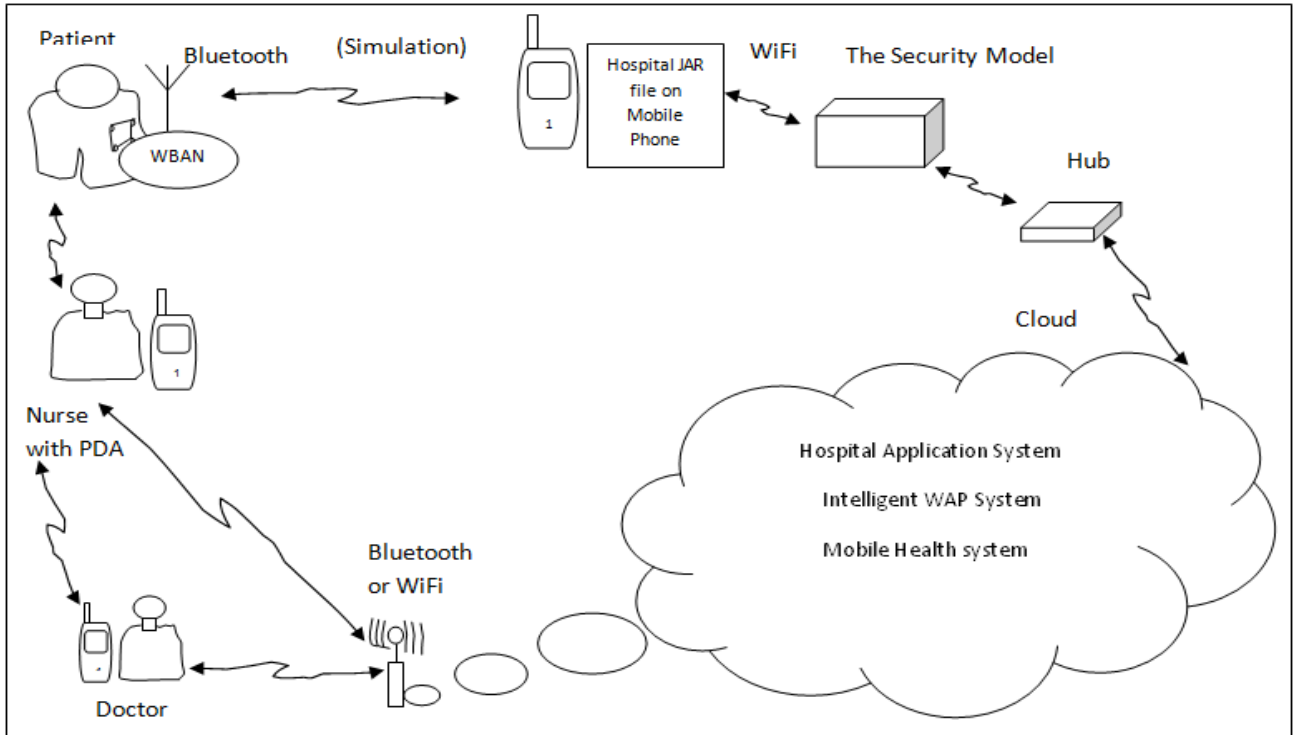 Patient
Bluetooth
(Simulation)
WBAN
1
Hospital JAR
file on
Mobile
Phone
WiFi
The Security Model
Hub
Cloud
Hospital Application System
Intelligent WAP System
Mobile Health system
1
Nurse
with PDA
Bluetooth
or WiFi
Doctor